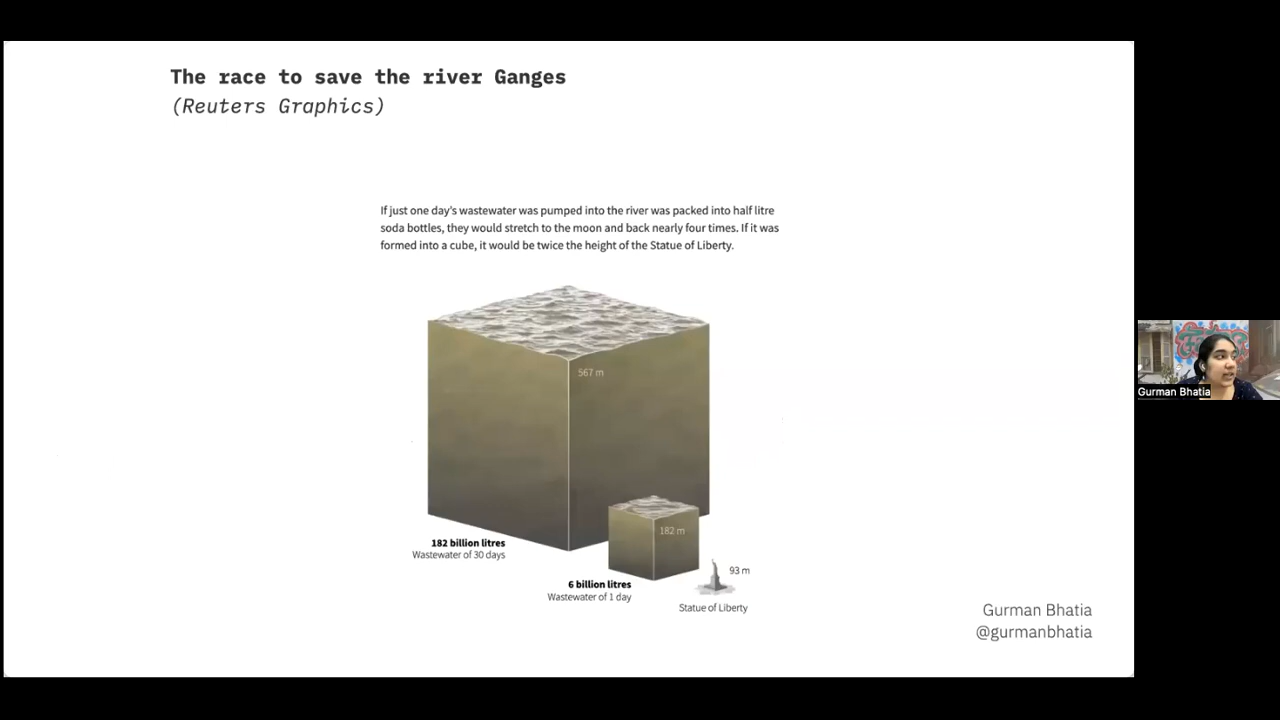 The race to save the river Ganges
(Reuters Graphics)
If just one day's wastewater was pumped into the river was packed into half litre
soda bottles, they would stretch to the moon and back nearly four times. If it was
formed into a cube, it would be twice the height of the Statue of Liberty.
567 m
182 m
182 billion litres
Wastewater of 30 days
93 m
6 billion litres
Wastewater of 1 day
Statue of Liberty
Gurman Bhatia
@gurmanbhatia
Gurman Bhatia